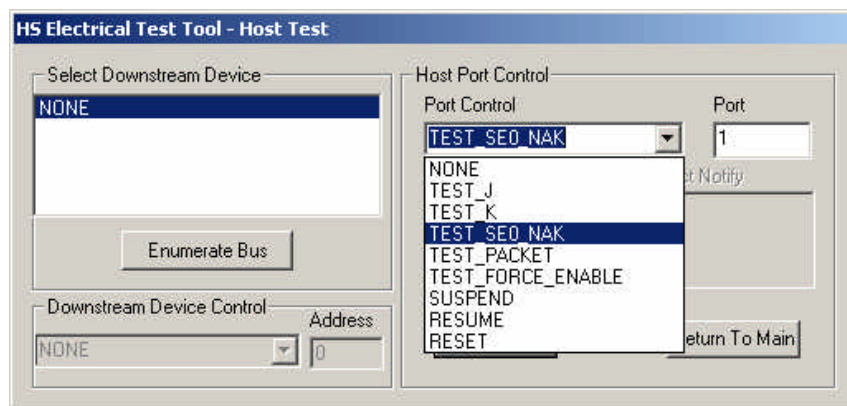 HS Electrical Test Tool - Host Test
Select Downstream Device
NONE
Enumerate Bus
Downstream Device Control
Address
NONE
0
Host Port Control
Port Control
Port
TEST_SE0_NAK
1
Notify
NONE
TEST_J
TEST_K
TEST_SE0_NAK
TEST_PACKET
TEST_FORCE_ENABLE
SUSPEND
RESUME
RESET
eturn To Main